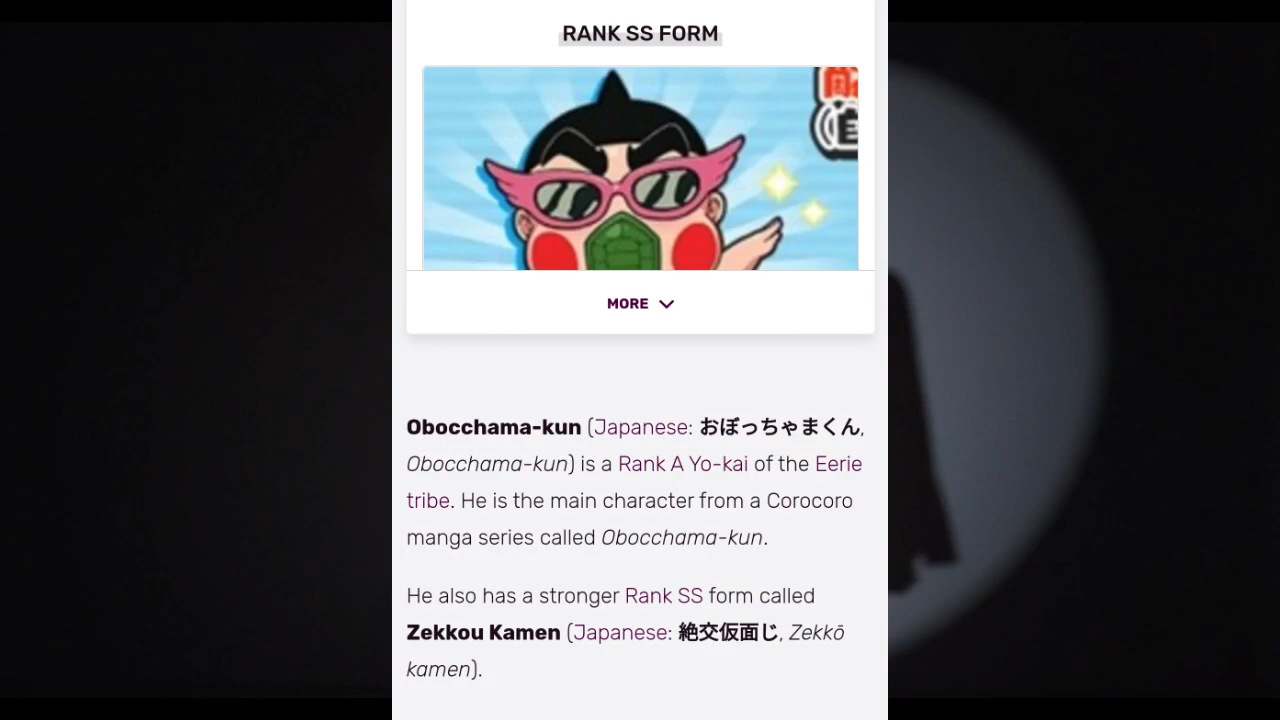 RANK SS FORM
自
MORE
Obocchama-kun (Japanese: おぼっちゃまくん,
Obocchama-kun) is a Rank A Yo-kai of the Eerie
tribe. He is the main character from a Corocoro
manga series called Obocchama-kun.
He also has a stronger Rank SS form called
Zekkou Kamen (Japanese: 絶交仮面じ, Zekkō
kamen).